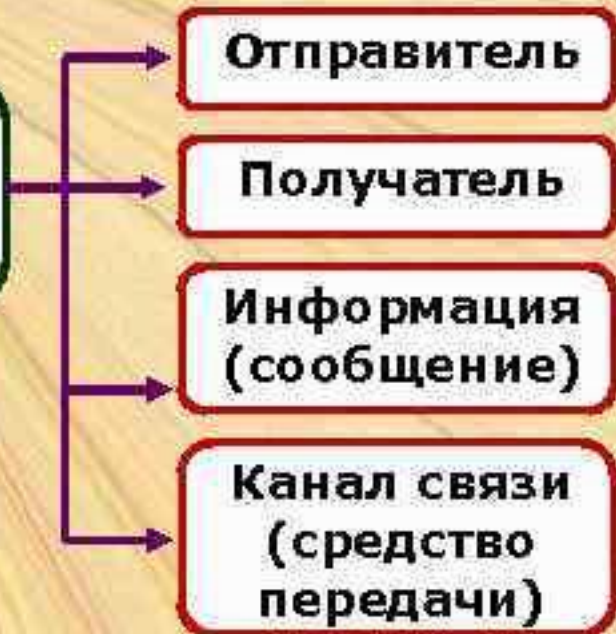 Отправитель
Получатель
Информация
(сообщение)
Канал связи
(средство
передачи)